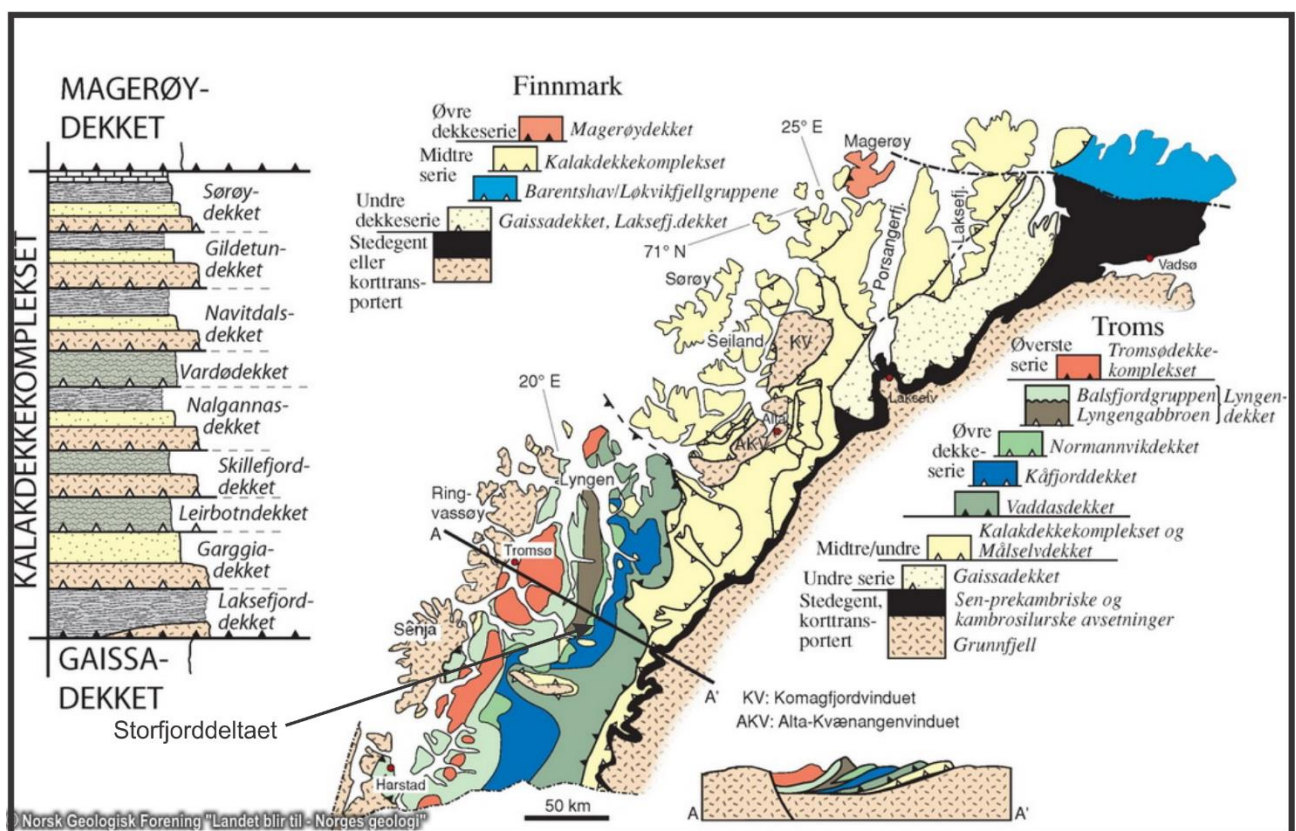 MAGERØY-
DEKKET
KALAKDEKKEKOMPLEKSET
Sørøy-
dekket
Gildetun-
dekket
Navitdals-
dekket
Vardødekket
Nalgannas-
dekket
Skillefjord-
dekket
Leirbotndekket
Garggia-
dekket
Laksefjord-
dekket
GAISSA-
DEKKET
Storfjorddeltaet
Finnmark
Øvre
dekkeserie
Magerøydekket
Midtre
serie
Kalakdekkekomplekset
Barentshav/Løkvikfjellgruppene
Undre
dekkeserie
Gaissadekket, Laksefj.dekket
Stedegent
eller
korttrans-
portert
25° E
Magerøy
71° N
Porsangerfj.
Laksefj.
Vadsø
Sørøy
Seiland
KV
Lakselv
Alta
AKV
20° E
Lyngen
Ring-
vassøy
A
Tromsø
Senja
A'
Harstad
50 km
Troms
Øverste
serie
Tromsødekke-
komplekset
Balsfjordgruppen
Lyngengabbroen
Lyngen-
dekket
Øvre
dekke-
serie
Normannvikdekket
Kåfjorddekket
Vaddasdekket
Midtre/undre
Kalakdekkekomplekset og
Målselvdekket
Undre serie
Gaissadekket
Stedegent,
korttrans-
portert
Sen-prekambriske og
kambrosilurske avsetninger
Grunnfjell
KV: Komagfjordvinduet
AKV: Alta-Kvænangenvinduet
A
A'
© Norsk Geologisk Forening "Landet blir til - Norges geologi"